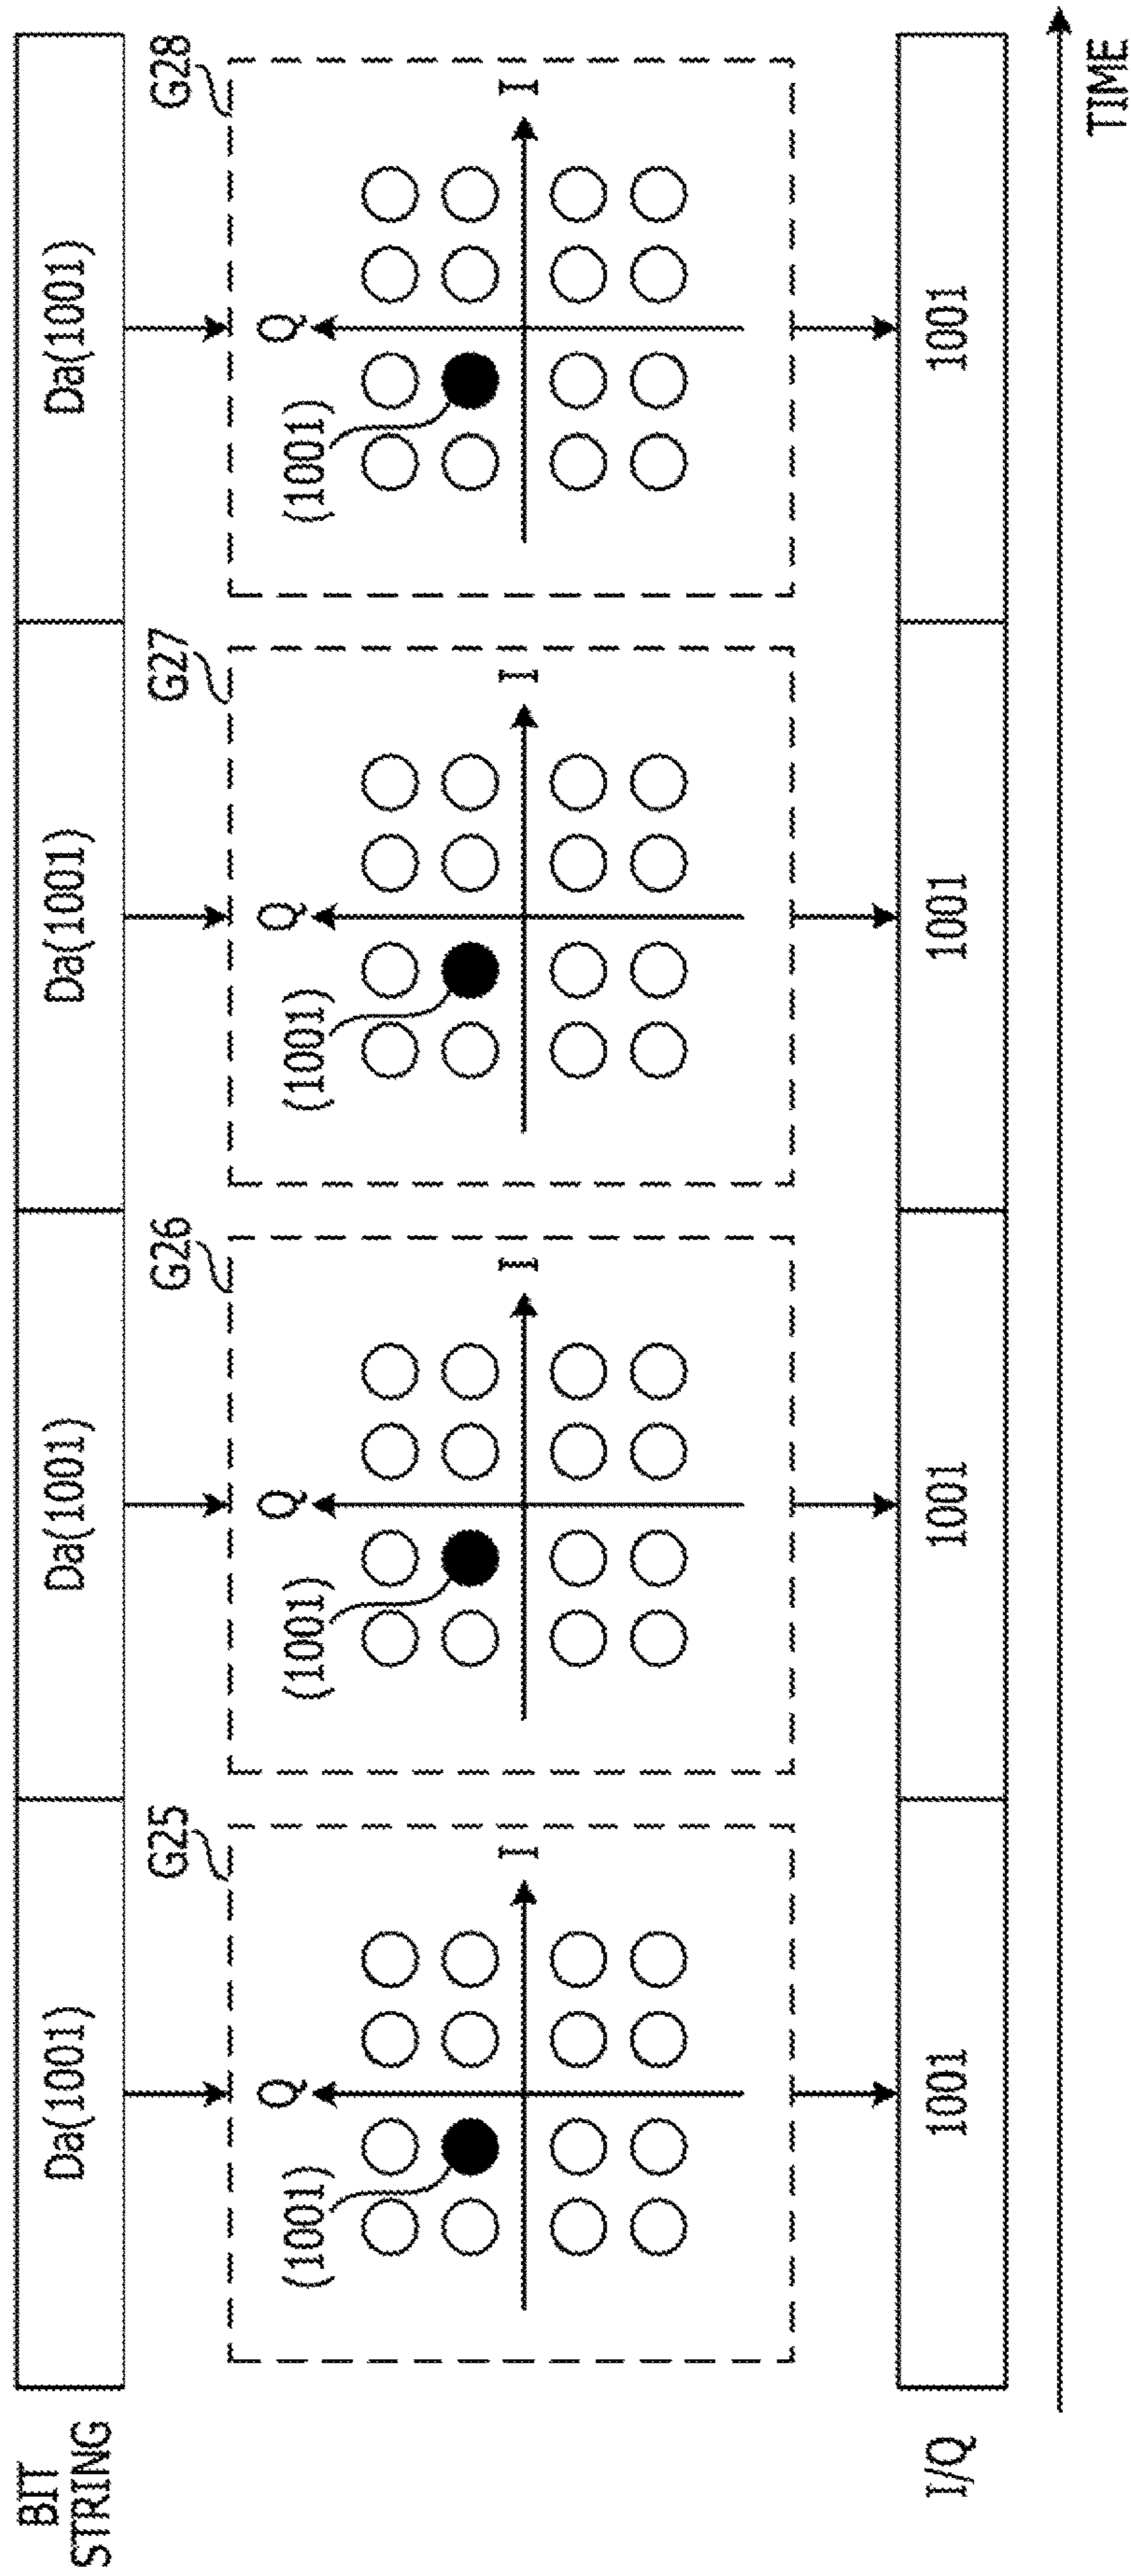 BIT
STRING
Da(1001)
Da(1001)
Da(1001)
Da(1001)
G25
G26
G27
G28
Q
I
(1001)
Q
I
(1001)
Q
I
(1001)
Q
I
(1001)
I/Q
1001
1001
1001
1001
TIME